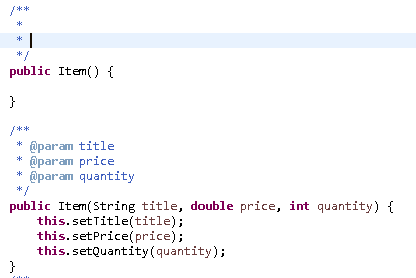 /**
 *
 *
 */
public Item() {
}
/**
 * @param title
 * @param price
 * @param quantity
 */
public Item(String title, double price, int quantity) {
    this.setTitle(title);
    this.setPrice(price);
    this.setQuantity(quantity);
}